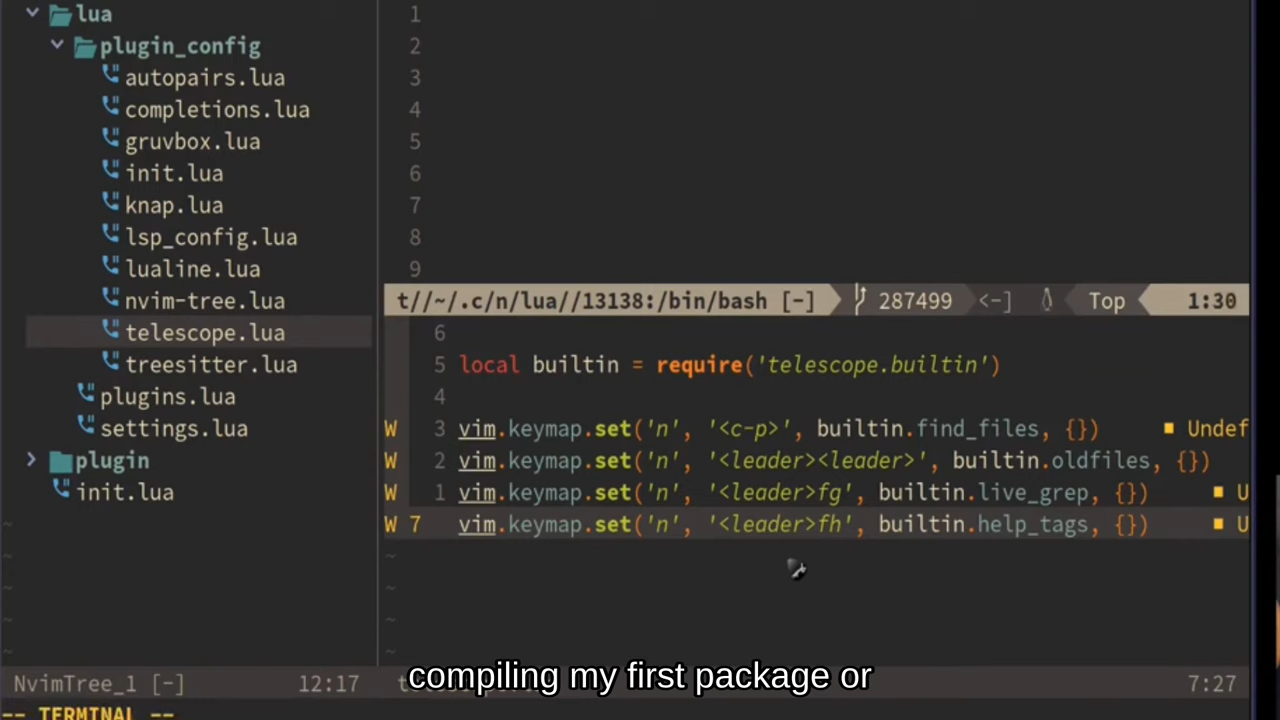 lua
plugin_config
autopairs.lua
completions.lua
gruvbox.lua
init.lua
knap.lua
lsp_config.lua
lualine.lua
nvim-tree.lua
telescope.lua
treesitter.lua
plugins.lua
settings.lua
plugin
init.lua
~
~
~
~
~
NvimTree_1 [-] 12:17
-- TERMINAL --
1
2
3
4
5
6
7
8
9
t//~/.c/n/lua//13138:/bin/bash [-] 287499 <-] Top 1:30
6
5 local builtin = require('telescope.builtin')
4
W 3 vim.keymap.set('n', '<c-p>', builtin.find_files, {}) ■ Undef
W 2 vim.keymap.set('n', '<leader><leader>', builtin.oldfiles, {})
W 1 vim.keymap.set('n', '<leader>fg', builtin.live_grep, {}) ■ U
W 7 vim.keymap.set('n', '<leader>fh', builtin.help_tags, {}) ■ U
~
~
~
~
7:27
compiling my first package or